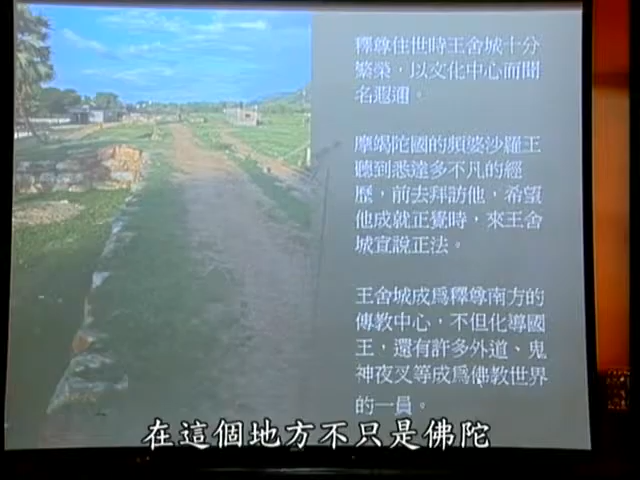 釋尊住世時王舍城十分
繁榮，以文化中心而聞
名遐邇。
摩竭陀國的頻婆沙羅王
聽到悉達多不凡的經
歷，前去拜訪他，希望
他成就正覺時，來王舍
城宣說正法。
王舍城成爲釋尊南方的
傳教中心，不但化導國
王，還有許多外道、鬼
神夜叉等成爲佛教世界
的一員。
在這個地方不只是佛陀